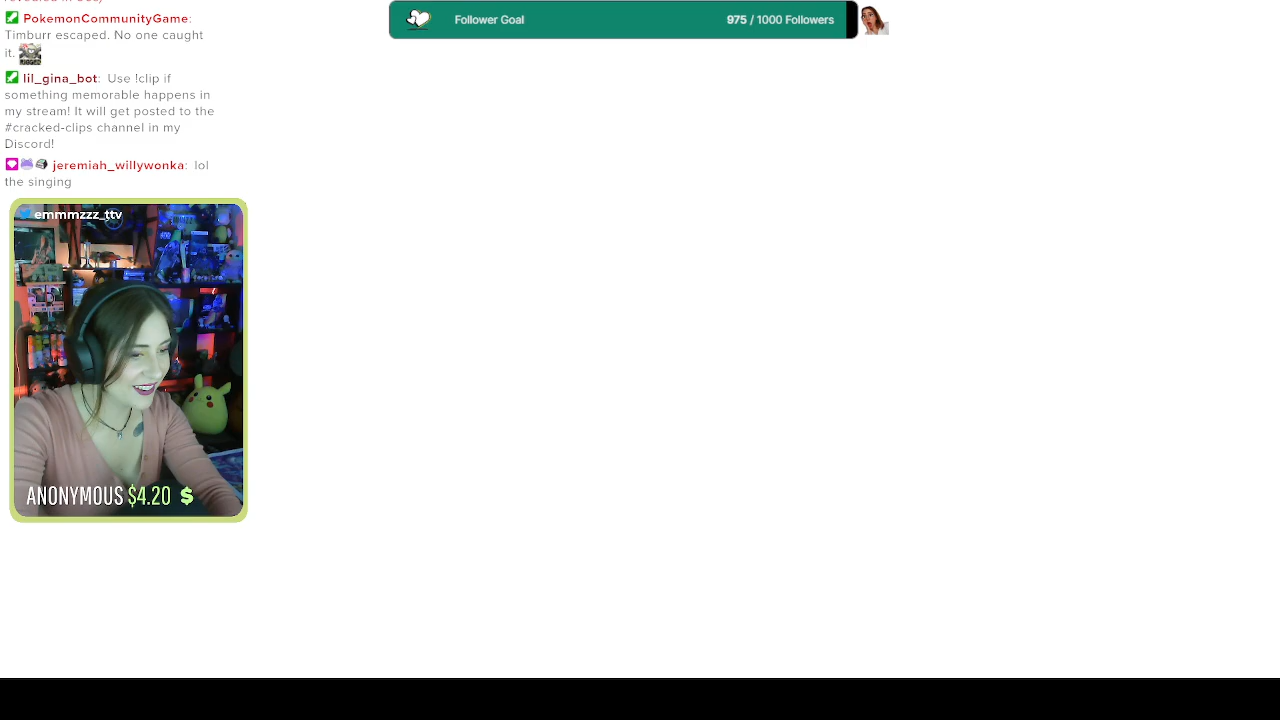 PokemonCommunityGame:
Timburr escaped. No one caught
it.
lil_gina_bot: Use !clip if
something memorable happens in
my stream! It will get posted to the
#cracked-clips channel in my
Discord!
jeremiah_willywonka: lol
the singing
Follower Goal 975 / 1000 Followers
emmmzzz_ttv
ANONYMOUS $4.20 $